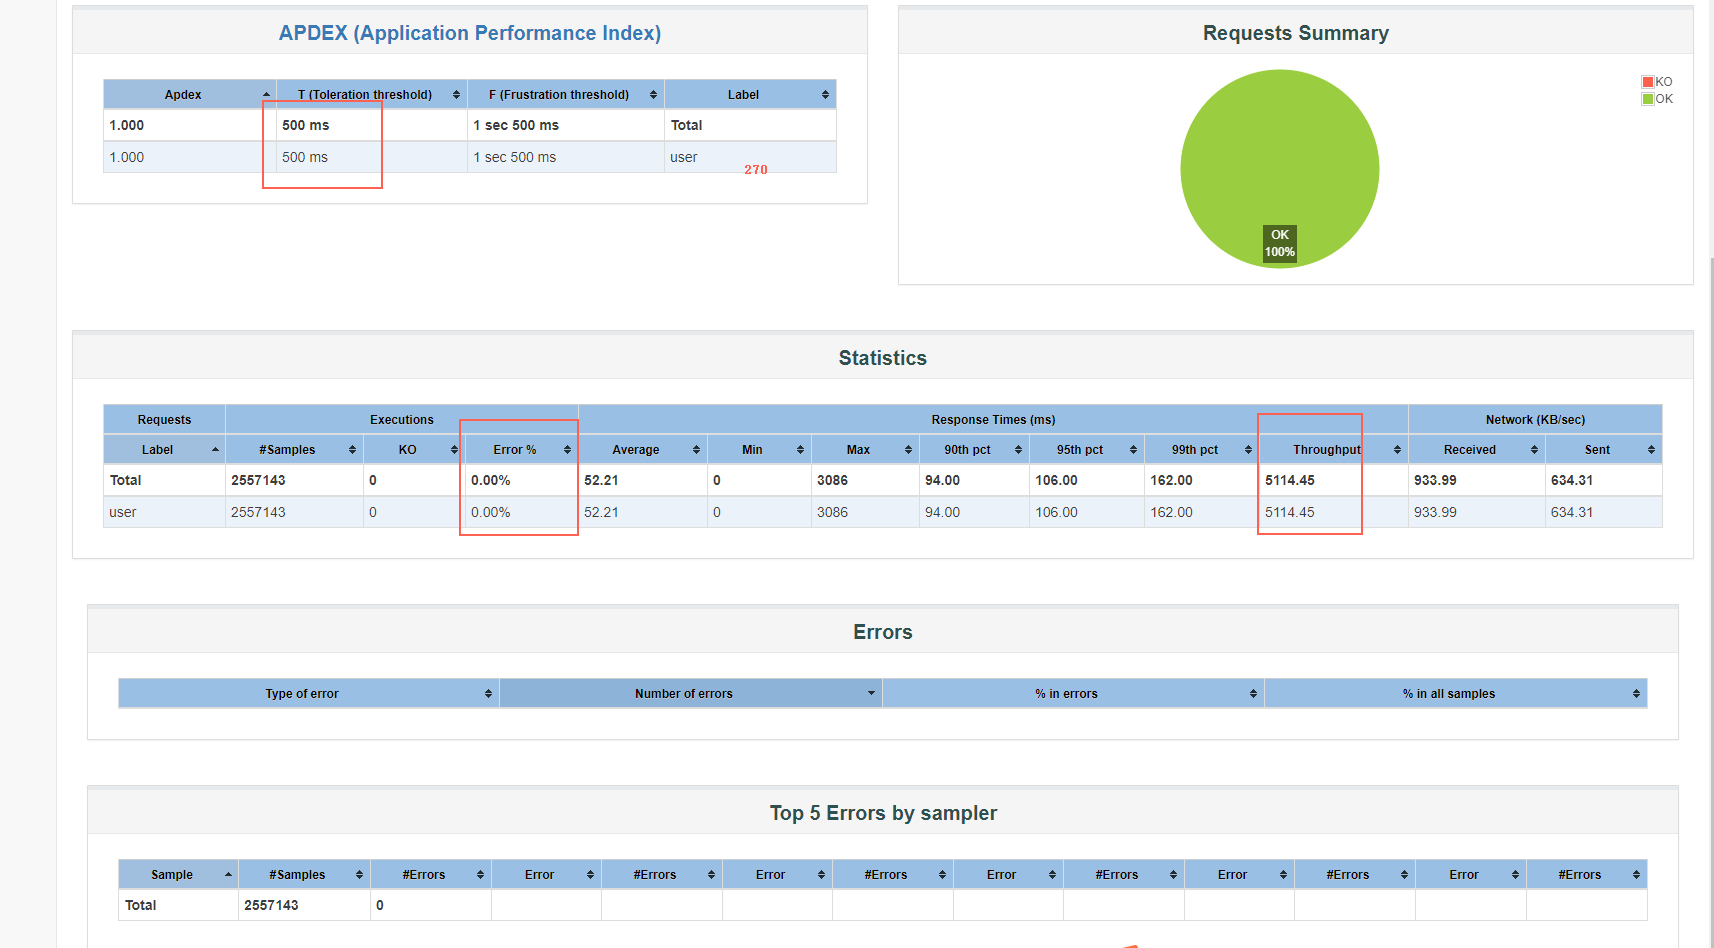 APDEX (Application Performance Index)
Apdex T (Toleration threshold) F (Frustration threshold) Label
1.000 500 ms 1 sec 500 ms Total
1.000 500 ms 1 sec 500 ms user
270
Requests Summary
KO
OK
OK
100%
Statistics
Requests Executions Response Times (ms) Network (KB/sec)
Label #Samples KO Error % Average Min Max 90th pct 95th pct 99th pct Throughput Received Sent
Total 2557143 0 0.00% 52.21 0 3086 94.00 106.00 162.00 5114.45 933.99 634.31
user 2557143 0 0.00% 52.21 0 3086 94.00 106.00 162.00 5114.45 933.99 634.31
Errors
Type of error Number of errors % in errors % in all samples
Top 5 Errors by sampler
Sample #Samples #Errors Error #Errors Error #Errors Error #Errors Error #Errors Error #Errors
Total 2557143 0